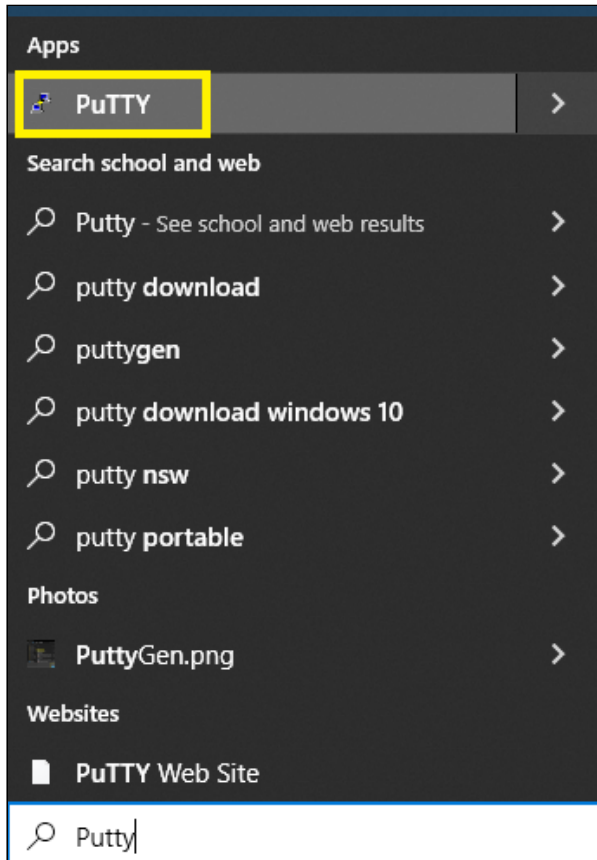 Apps
PuTTY
Search school and web
Putty - See school and web results
putty download
puttygen
putty download windows 10
putty nsw
putty portable
Photos
PuttyGen.png
Websites
PuTTY Web Site
Putty